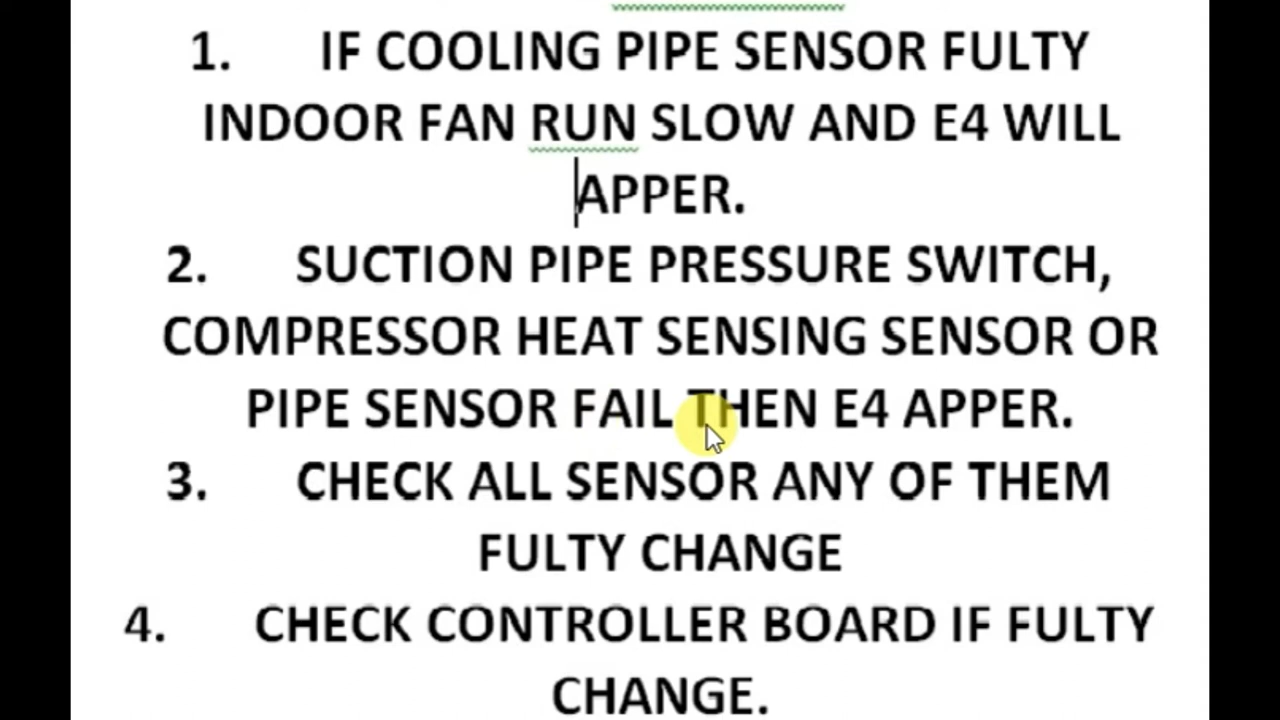 1. IF COOLING PIPE SENSOR FULTY
INDOOR FAN RUN SLOW AND E4 WILL
APPER.
2. SUCTION PIPE PRESSURE SWITCH,
COMPRESSOR HEAT SENSING SENSOR OR
PIPE SENSOR FAIL THEN E4 APPER.
3. CHECK ALL SENSOR ANY OF THEM
FULTY CHANGE
4. CHECK CONTROLLER BOARD IF FULTY
CHANGE.